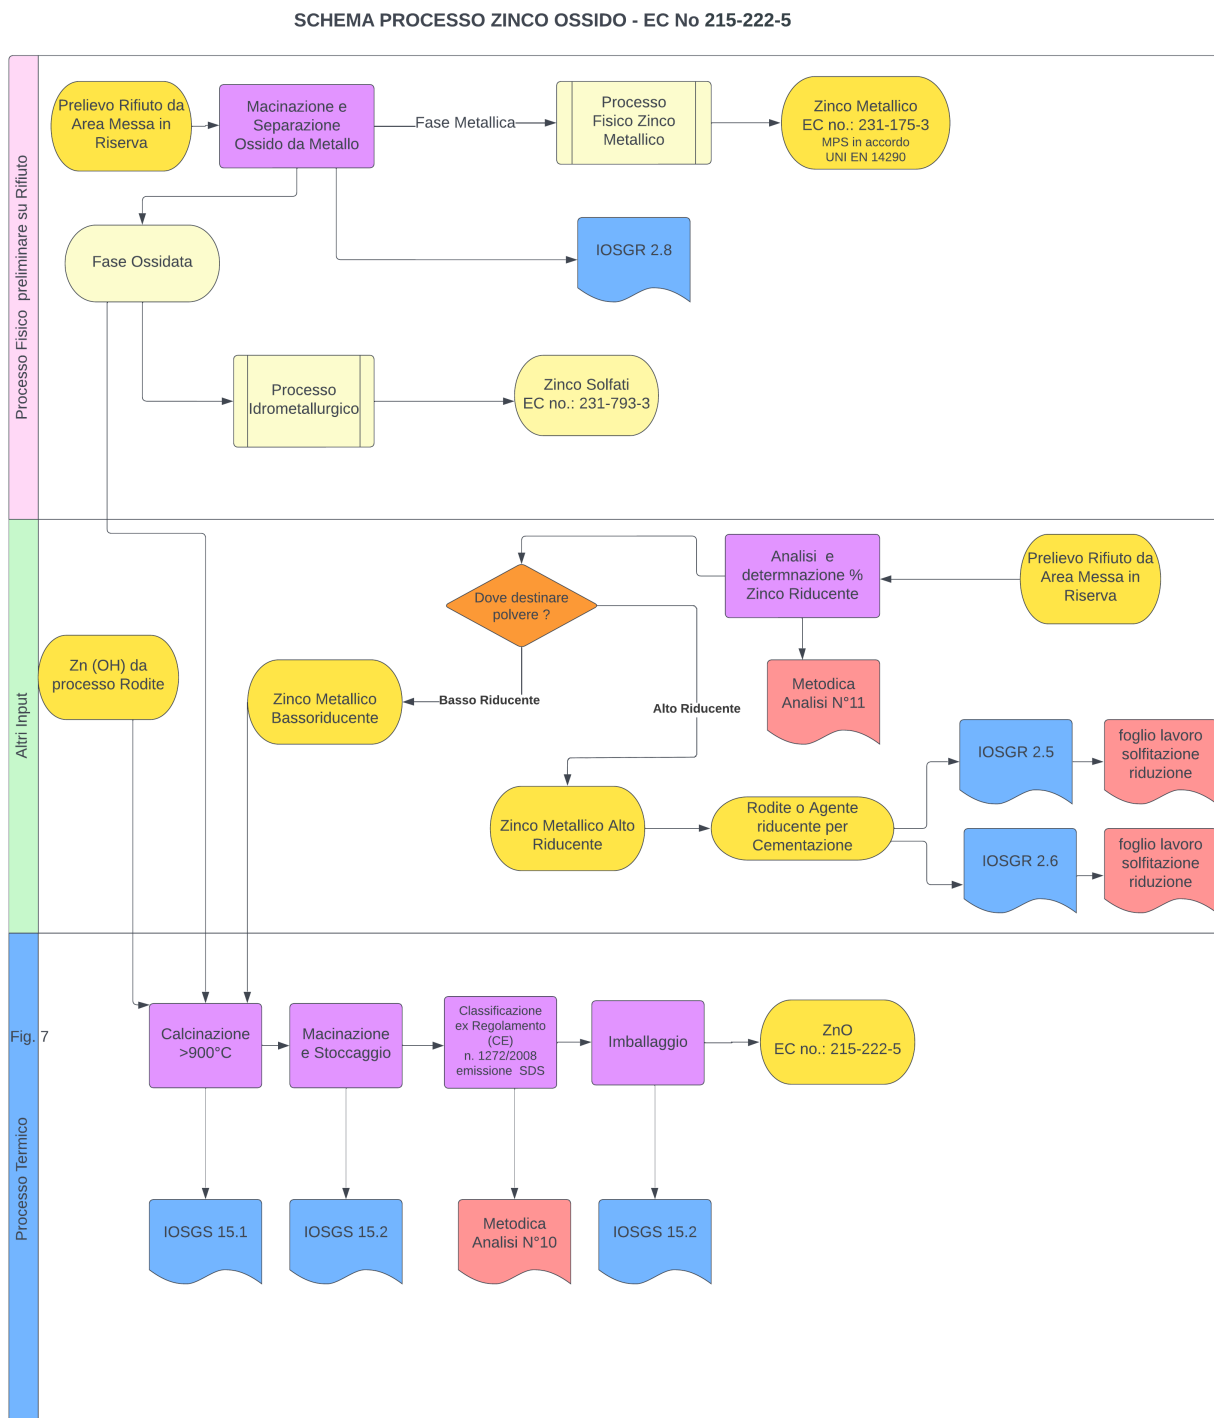 SCHEMA PROCESSO ZINCO OSSIDO - EC No 215-222-5
Processo Fisico  preliminare su Rifiuto
Prelievo Rifiuto da
Area Messa in
Riserva
Macinazione e
Separazione
Ossido da Metallo
Fase Metallica
Processo
Fisico Zinco
Metallico
Zinco Metallico
EC no.: 231-175-3
MPS in accordo
UNI EN 14290
Fase Ossidata
IOSGR 2.8
Processo
Idrometallurgico
Zinco Solfati
EC no.: 231-793-3
Altri Input
Dove destinare
polvere ?
Analisi  e
determnazione %
Zinco Riducente
Prelievo Rifiuto da
Area Messa in
Riserva
Zn (OH) da
processo Rodite
Zinco Metallico
Bassoriducente
Basso Riducente
Alto Riducente
Metodica
Analisi N°11
Zinco Metallico Alto
Riducente
Rodite o Agente
riducente per
Cementazione
IOSGR 2.5
foglio lavoro
solfitazione
riduzione
IOSGR 2.6
foglio lavoro
solfitazione
riduzione
Fig. 7
Processo Termico
Calcinazione
>900°C
Macinazione
e Stoccaggio
Classificazione
ex Regolamento
(CE)
n. 1272/2008
emissione  SDS
Imballaggio
ZnO
EC no.: 215-222-5
IOSGS 15.1
IOSGS 15.2
Metodica
Analisi N°10
IOSGS 15.2